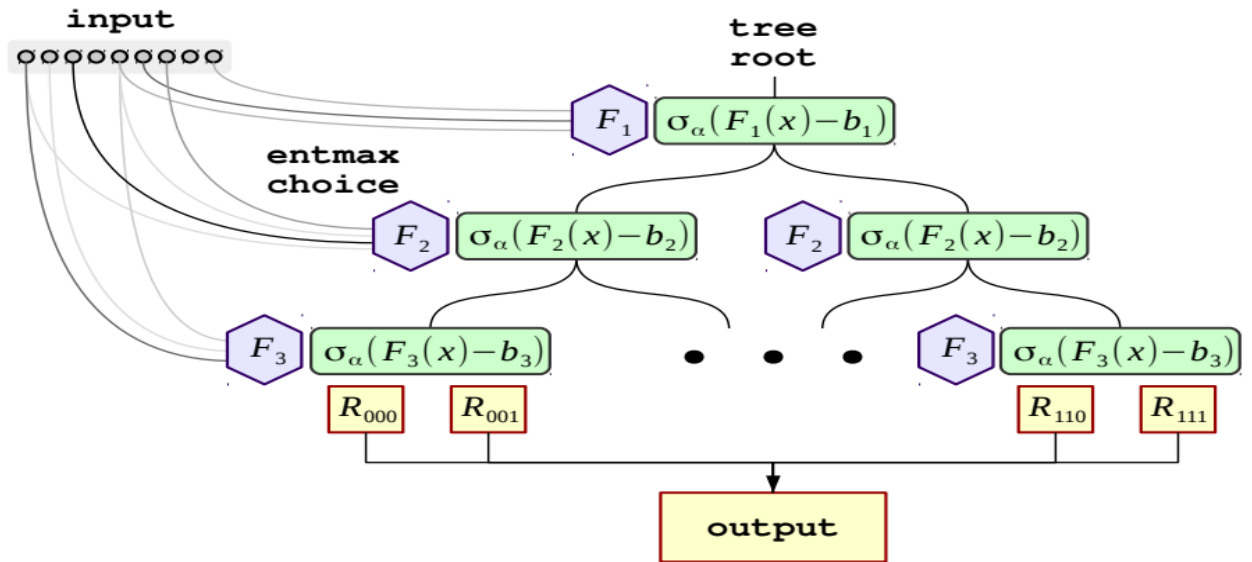 input
tree
root
F₁
σα(F₁(x)−b₁)
entmax
choice
F₂
σα(F₂(x)−b₂)
F₂
σα(F₂(x)−b₂)
F₃
σα(F₃(x)−b₃)
F₃
σα(F₃(x)−b₃)
R₀₀₀
R₀₀₁
R₁₁₀
R₁₁₁
output